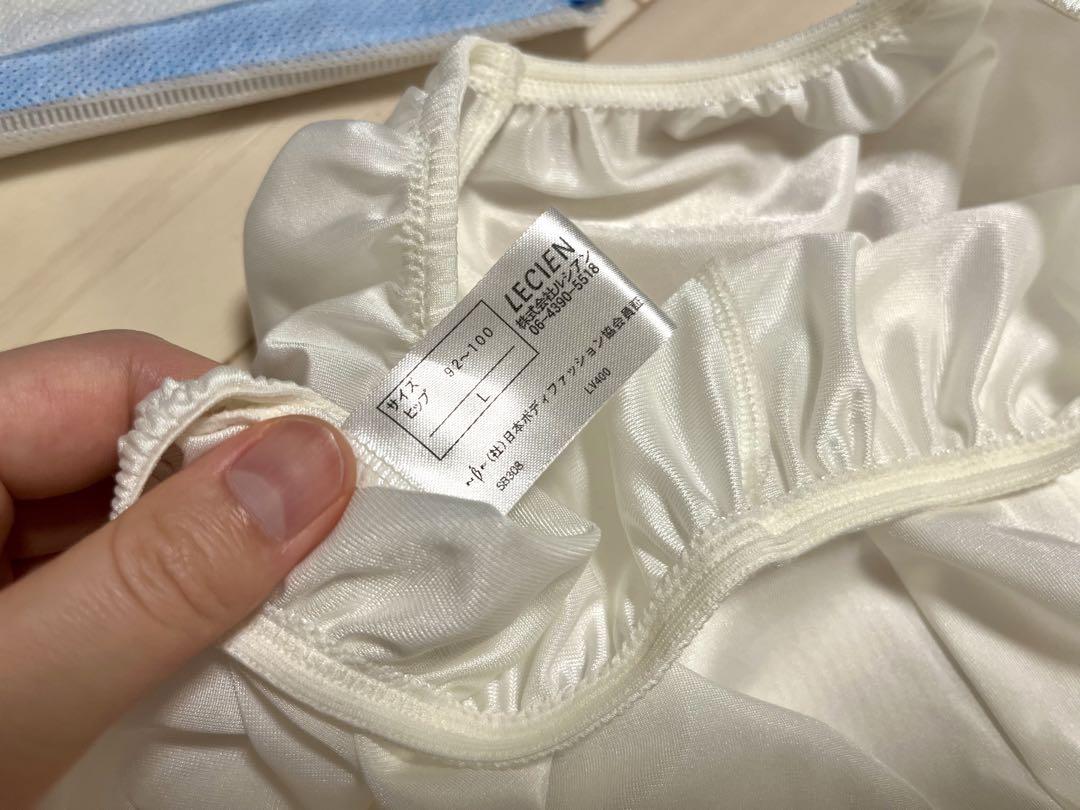 LECIEN
株式会社ルシアン
06-4390-5518
サイズ
ヒップ 92~100
L
(社)日本ボディファッション協会員証
SB308 LV400